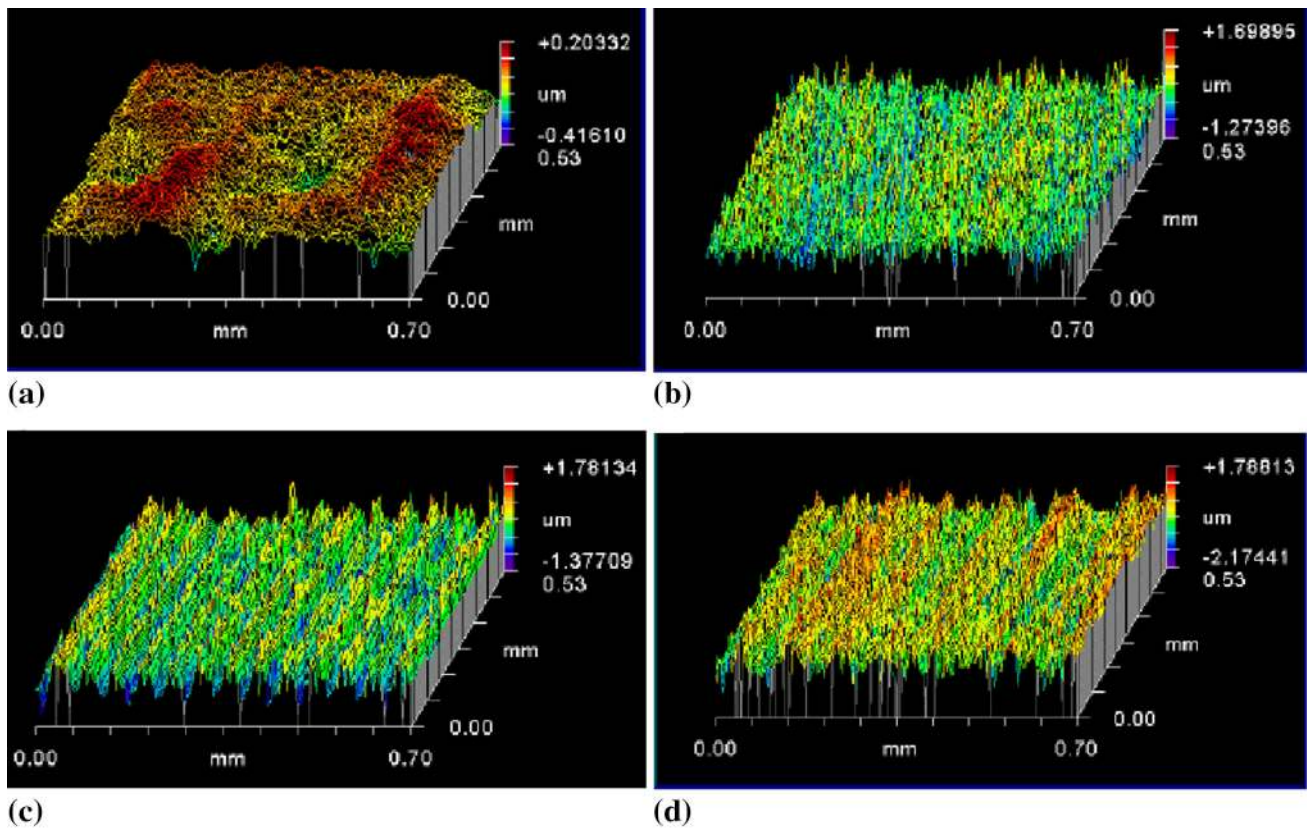 +0.20332
um
-0.41610
0.53
mm
0.00
0.00 mm 0.70
(a)
+1.69895
um
-1.27396
0.53
mm
0.00
0.00 mm 0.70
(b)
+1.78134
um
-1.37709
0.53
mm
0.00
0.00 mm 0.70
(c)
+1.78813
um
-2.17441
0.53
mm
0.00
0.00 mm 0.70
(d)